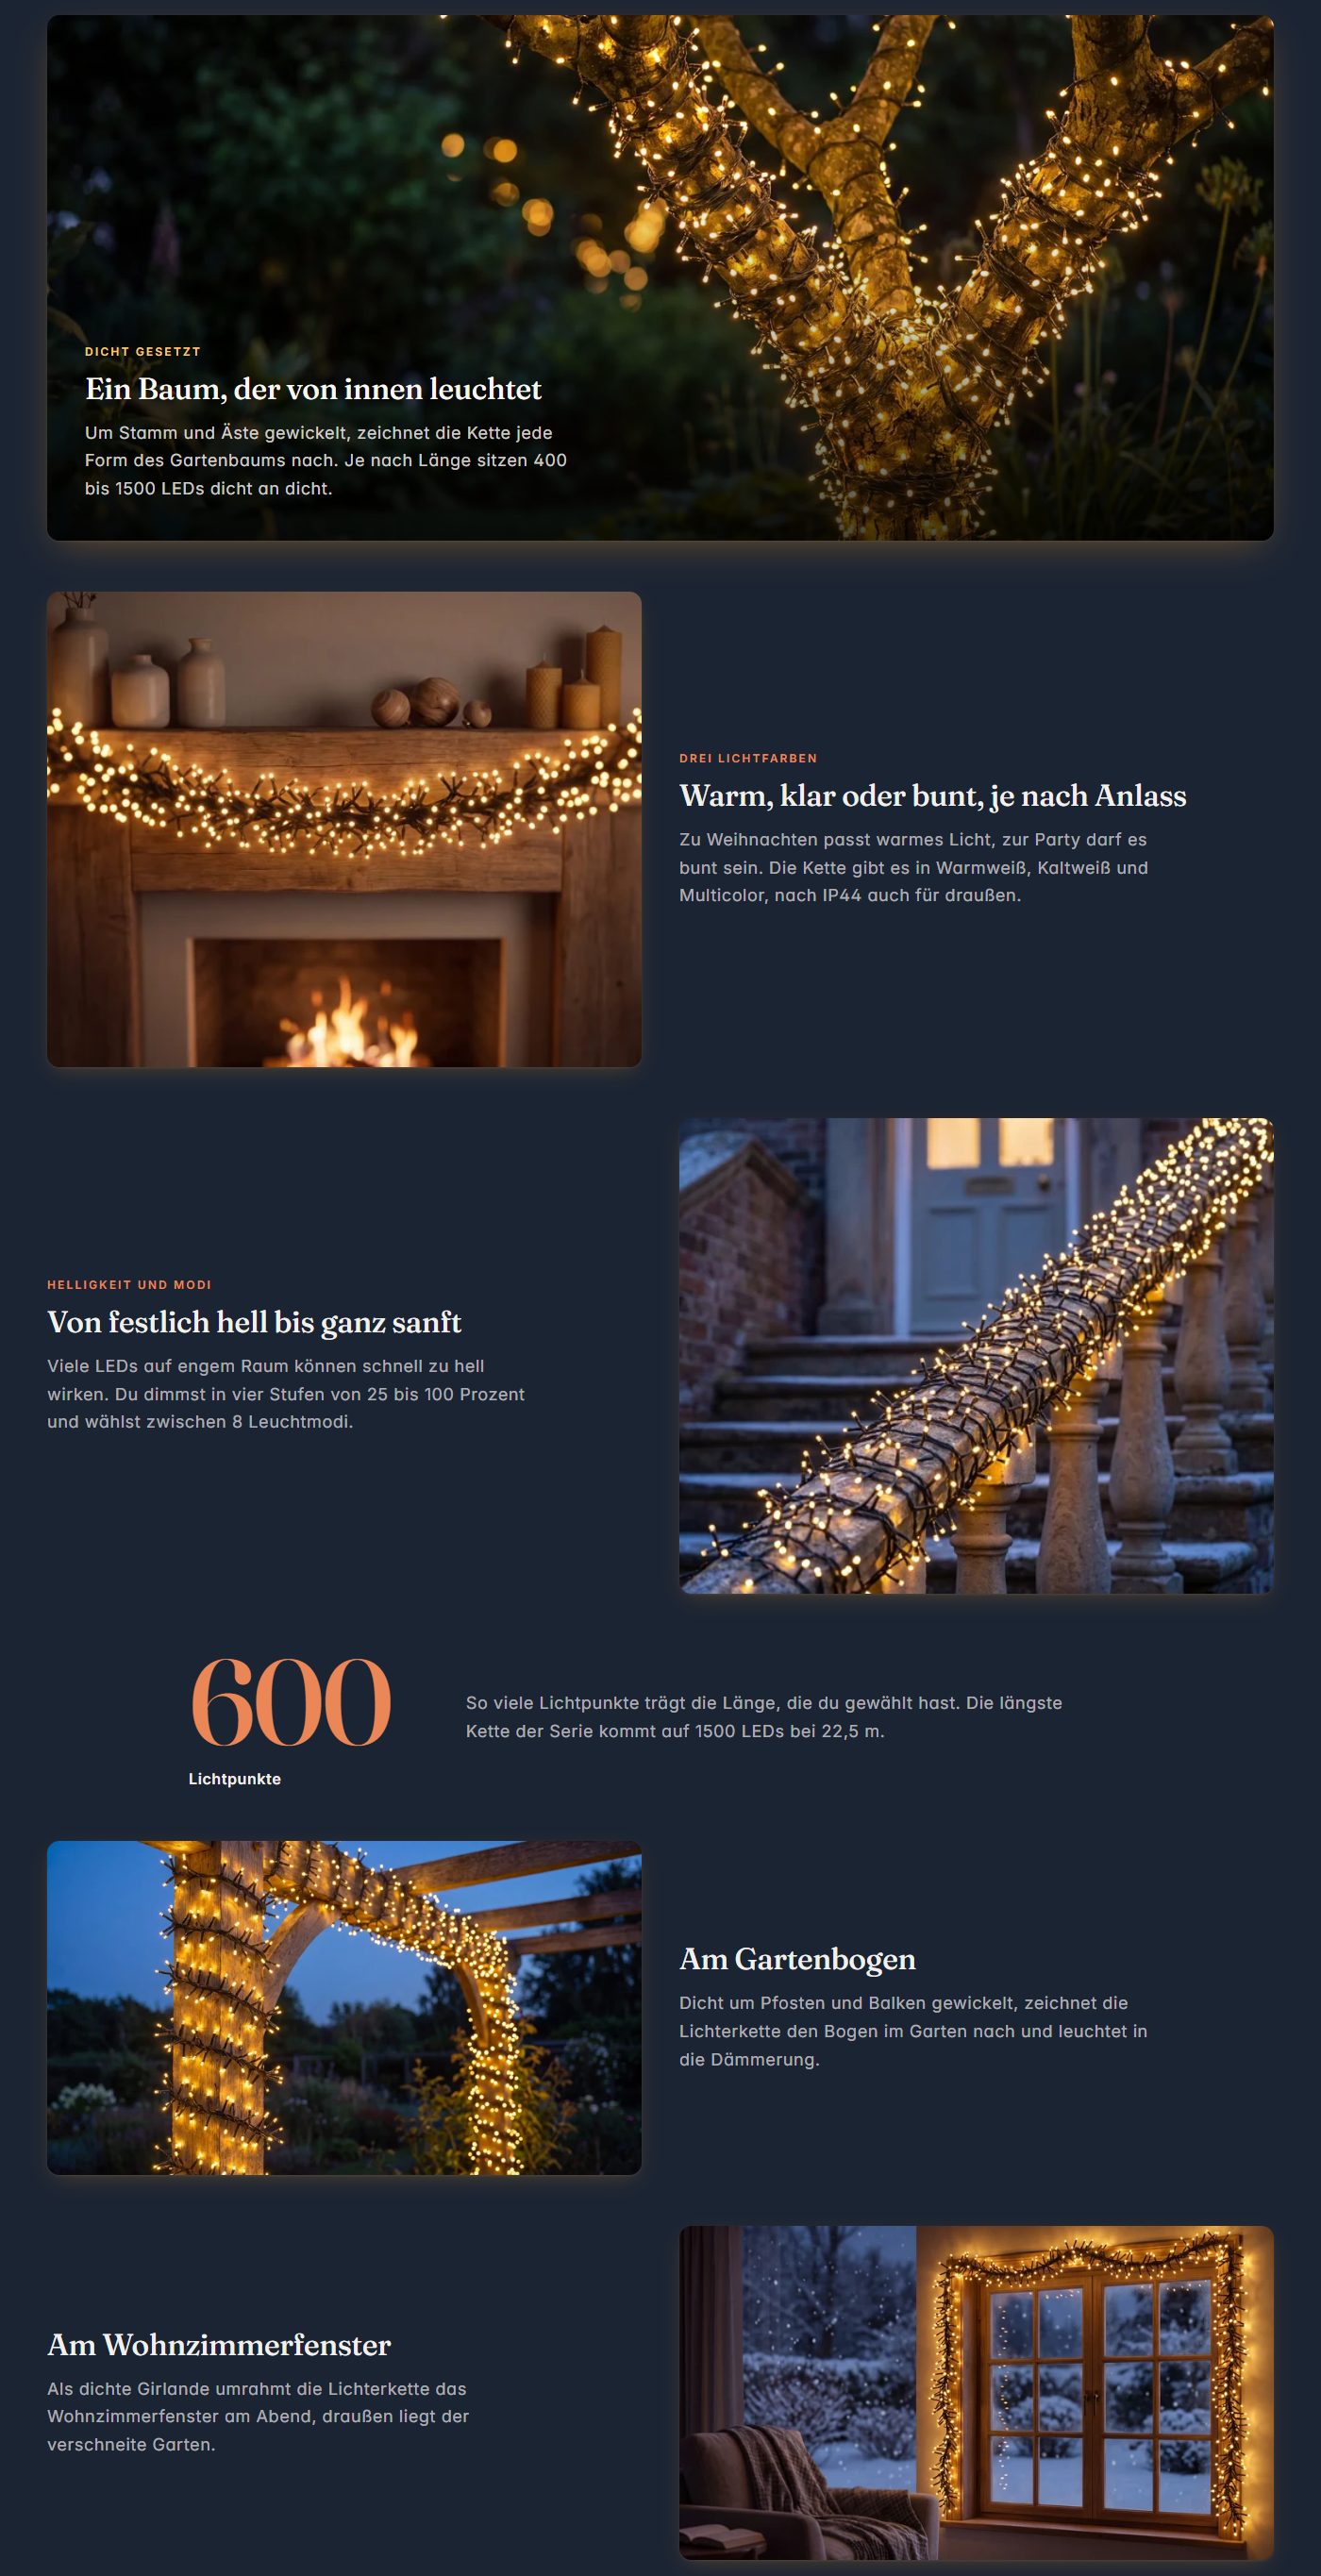 DICHT GESETZT
Ein Baum, der von innen leuchtet
Um Stamm und Äste gewickelt, zeichnet die Kette jede
Form des Gartenbaums nach. Je nach Länge sitzen 400
bis 1500 LEDs dicht an dicht.
DREI LICHTFARBEN
Warm, klar oder bunt, je nach Anlass
Zu Weihnachten passt warmes Licht, zur Party darf es
bunt sein. Die Kette gibt es in Warmweiß, Kaltweiß und
Multicolor, nach IP44 auch für draußen.
HELLIGKEIT UND MODI
Von festlich hell bis ganz sanft
Viele LEDs auf engem Raum können schnell zu hell
wirken. Du dimmst in vier Stufen von 25 bis 100 Prozent
und wählst zwischen 8 Leuchtmodi.
600
Lichtpunkte
So viele Lichtpunkte trägt die Länge, die du gewählt hast. Die längste
Kette der Serie kommt auf 1500 LEDs bei 22,5 m.
Am Gartenbogen
Dicht um Pfosten und Balken gewickelt, zeichnet die
Lichterkette den Bogen im Garten nach und leuchtet in
die Dämmerung.
Am Wohnzimmerfenster
Als dichte Girlande umrahmt die Lichterkette das
Wohnzimmerfenster am Abend, draußen liegt der
verschneite Garten.